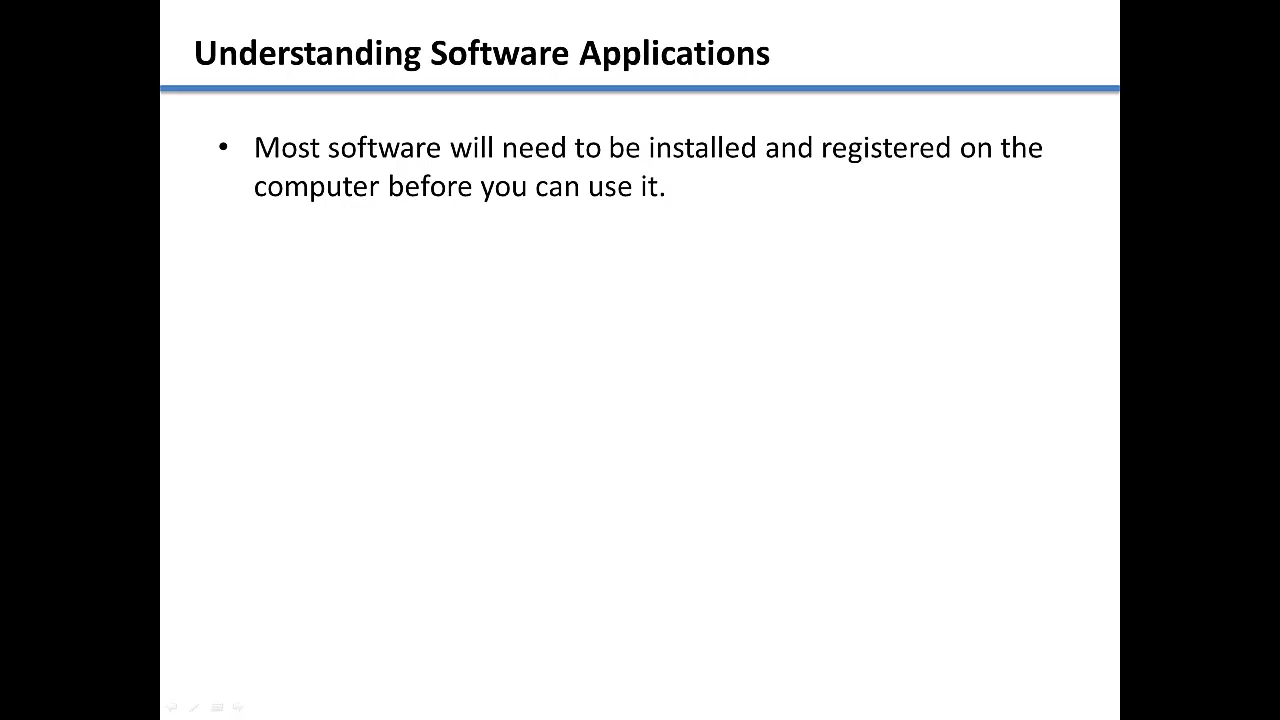 Understanding Software Applications
• Most software will need to be installed and registered on the
computer before you can use it.